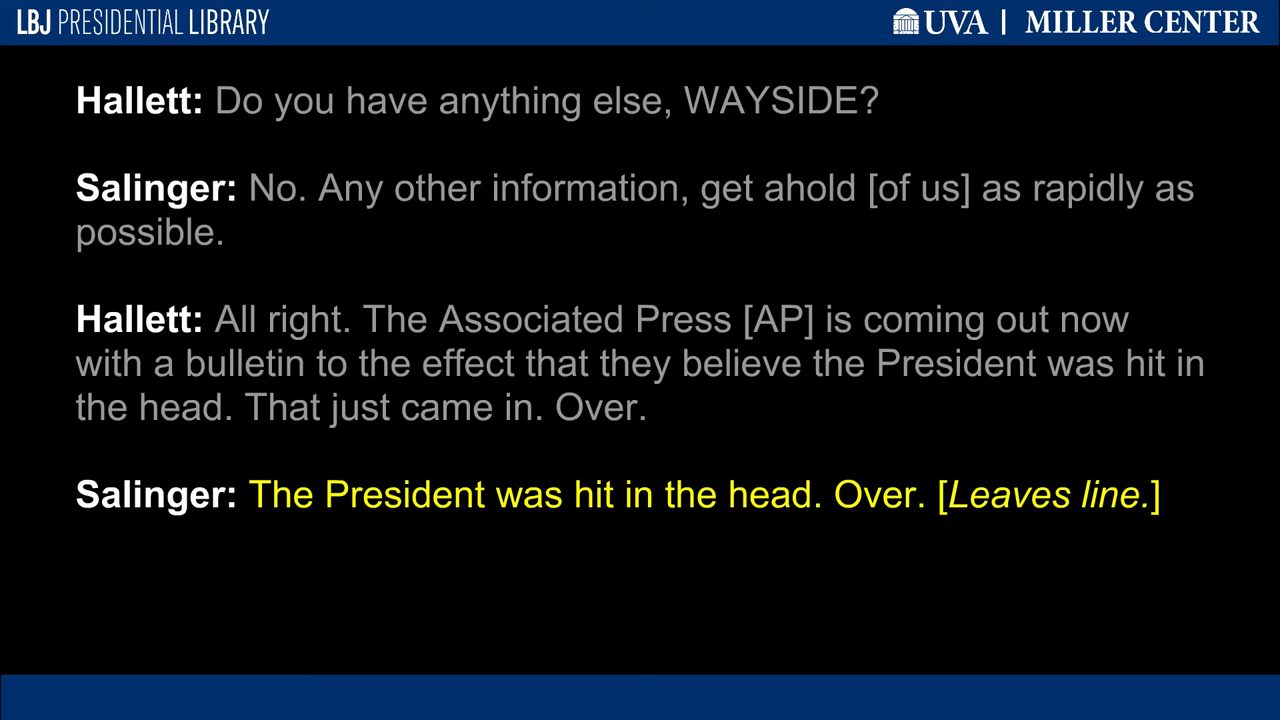 LBJ PRESIDENTIAL LIBRARY
UVA | MILLER CENTER
Hallett: Do you have anything else, WAYSIDE?
Salinger: No. Any other information, get ahold [of us] as rapidly as
possible.
Hallett: All right. The Associated Press [AP] is coming out now
with a bulletin to the effect that they believe the President was hit in
the head. That just came in. Over.
Salinger: The President was hit in the head. Over. [Leaves line.]